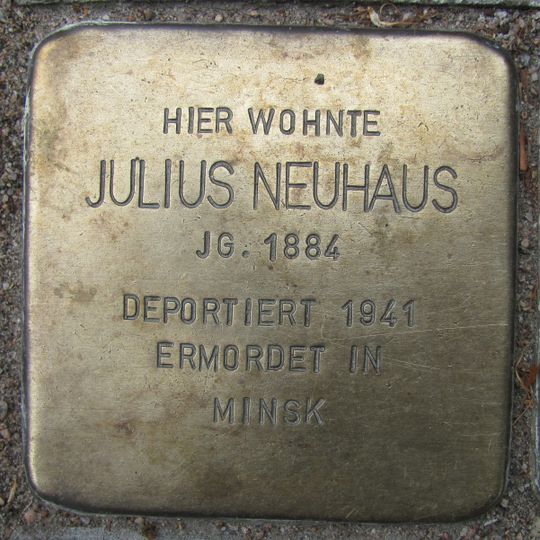 HIER WOHNTE
JULIUS NEUHAUS
JG. 1884
DEPORTIERT 1941
ERMORDET IN
MINSK